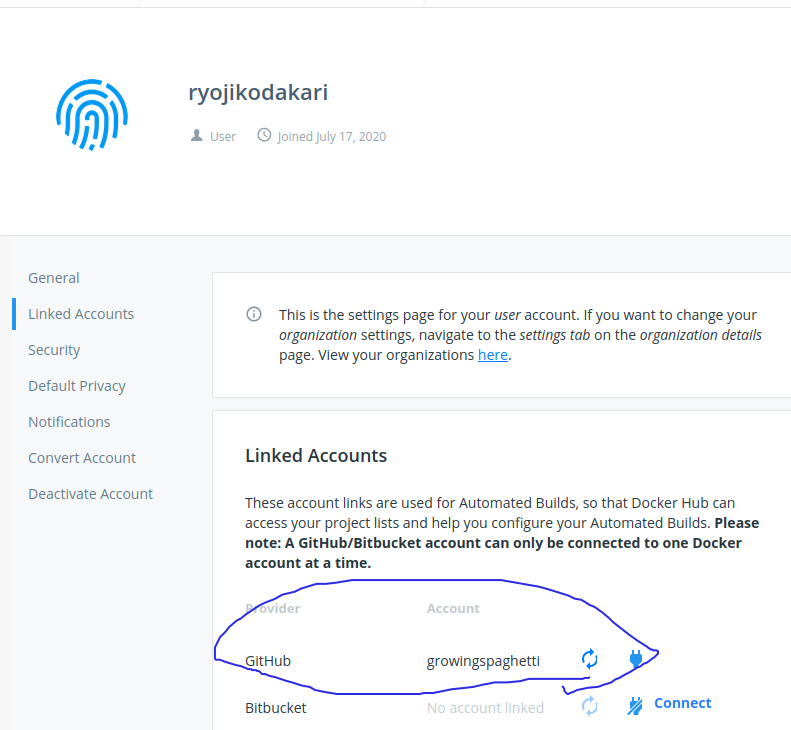 ryojikodakari
User Joined July 17, 2020
General
Linked Accounts
Security
Default Privacy
Notifications
Convert Account
Deactivate Account
This is the settings page for your user account. If you want to change your
organization settings, navigate to the settings tab on the organization details
page. View your organizations here.
Linked Accounts
These account links are used for Automated Builds, so that Docker Hub can
access your project lists and help you configure your Automated Builds. Please
note: A GitHub/Bitbucket account can only be connected to one Docker
account at a time.
Provider Account
GitHub growingspaghetti
Bitbucket No account linked Connect